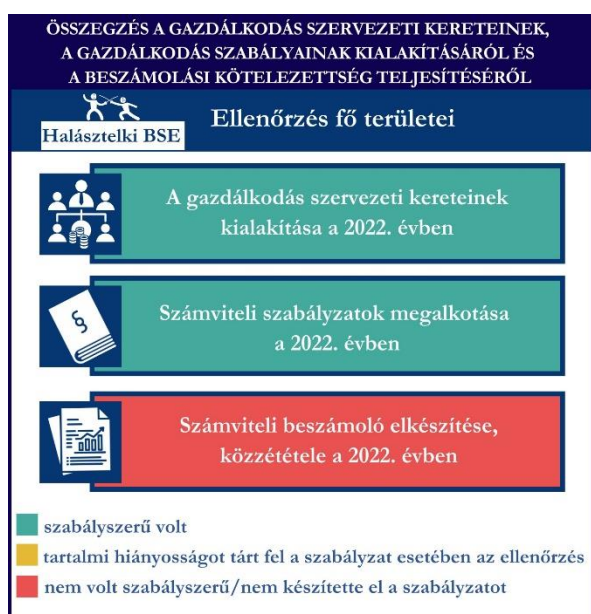 ÖSSZEGZÉS A GAZDÁLKODÁS SZERVEZETI KERETEINEK,
A GAZDÁLKODÁS SZABÁLYAINAK KIALAKÍTÁSÁRÓL ÉS
A BESZÁMOLÁSI KÖTELEZETTSÉG TELJESÍTÉSÉRŐL
Halásztelki BSE
Ellenőrzés fő területei
A gazdálkodás szervezeti kereteinek
kialakítása a 2022. évben
§
Számviteli szabályzatok megalkotása
a 2022. évben
Számviteli beszámoló elkészítése,
közzététele a 2022. évben
szabályszerű volt
tartalmi hiányosságot tárt fel a szabályzat esetében az ellenőrzés
nem volt szabályszerű/nem készítette el a szabályzatot